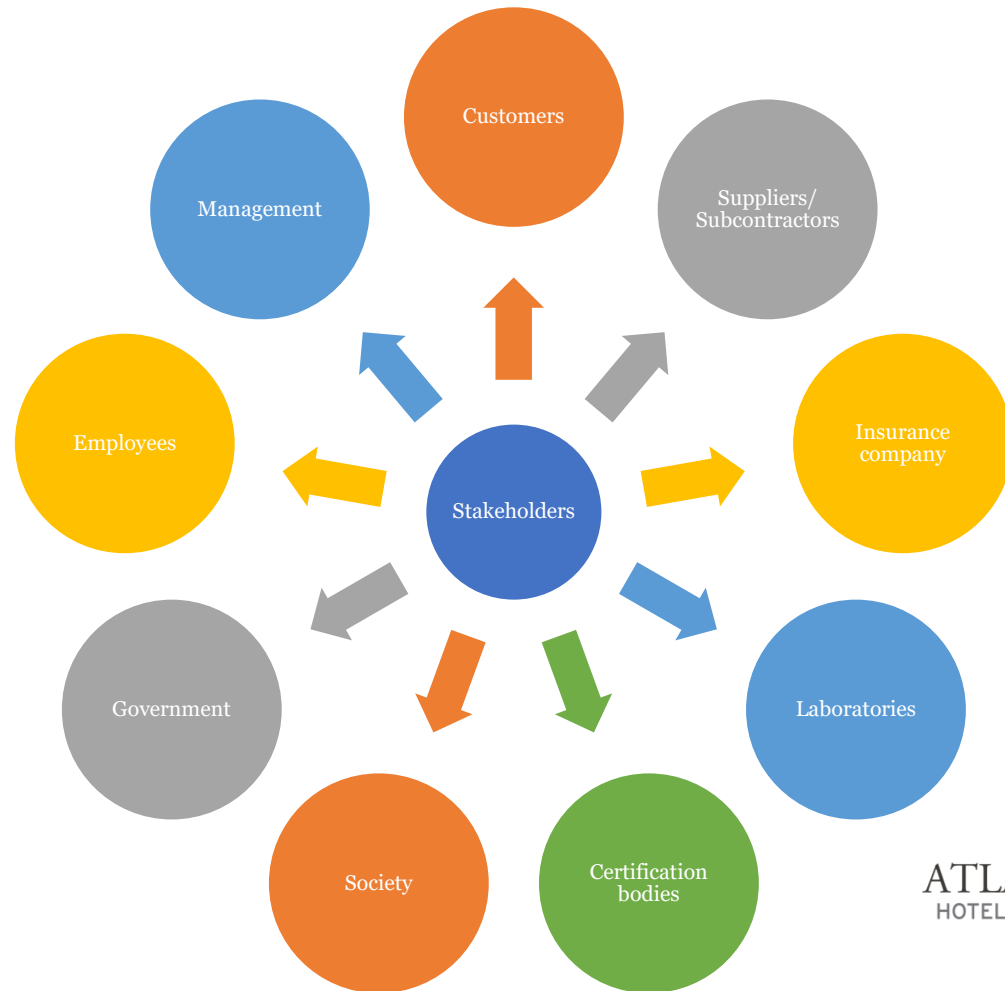 Customers
Suppliers/
Subcontractors
Management
Employees
Insurance
company
Stakeholders
Government
Laboratories
Society
Certification
bodies
HOTEL